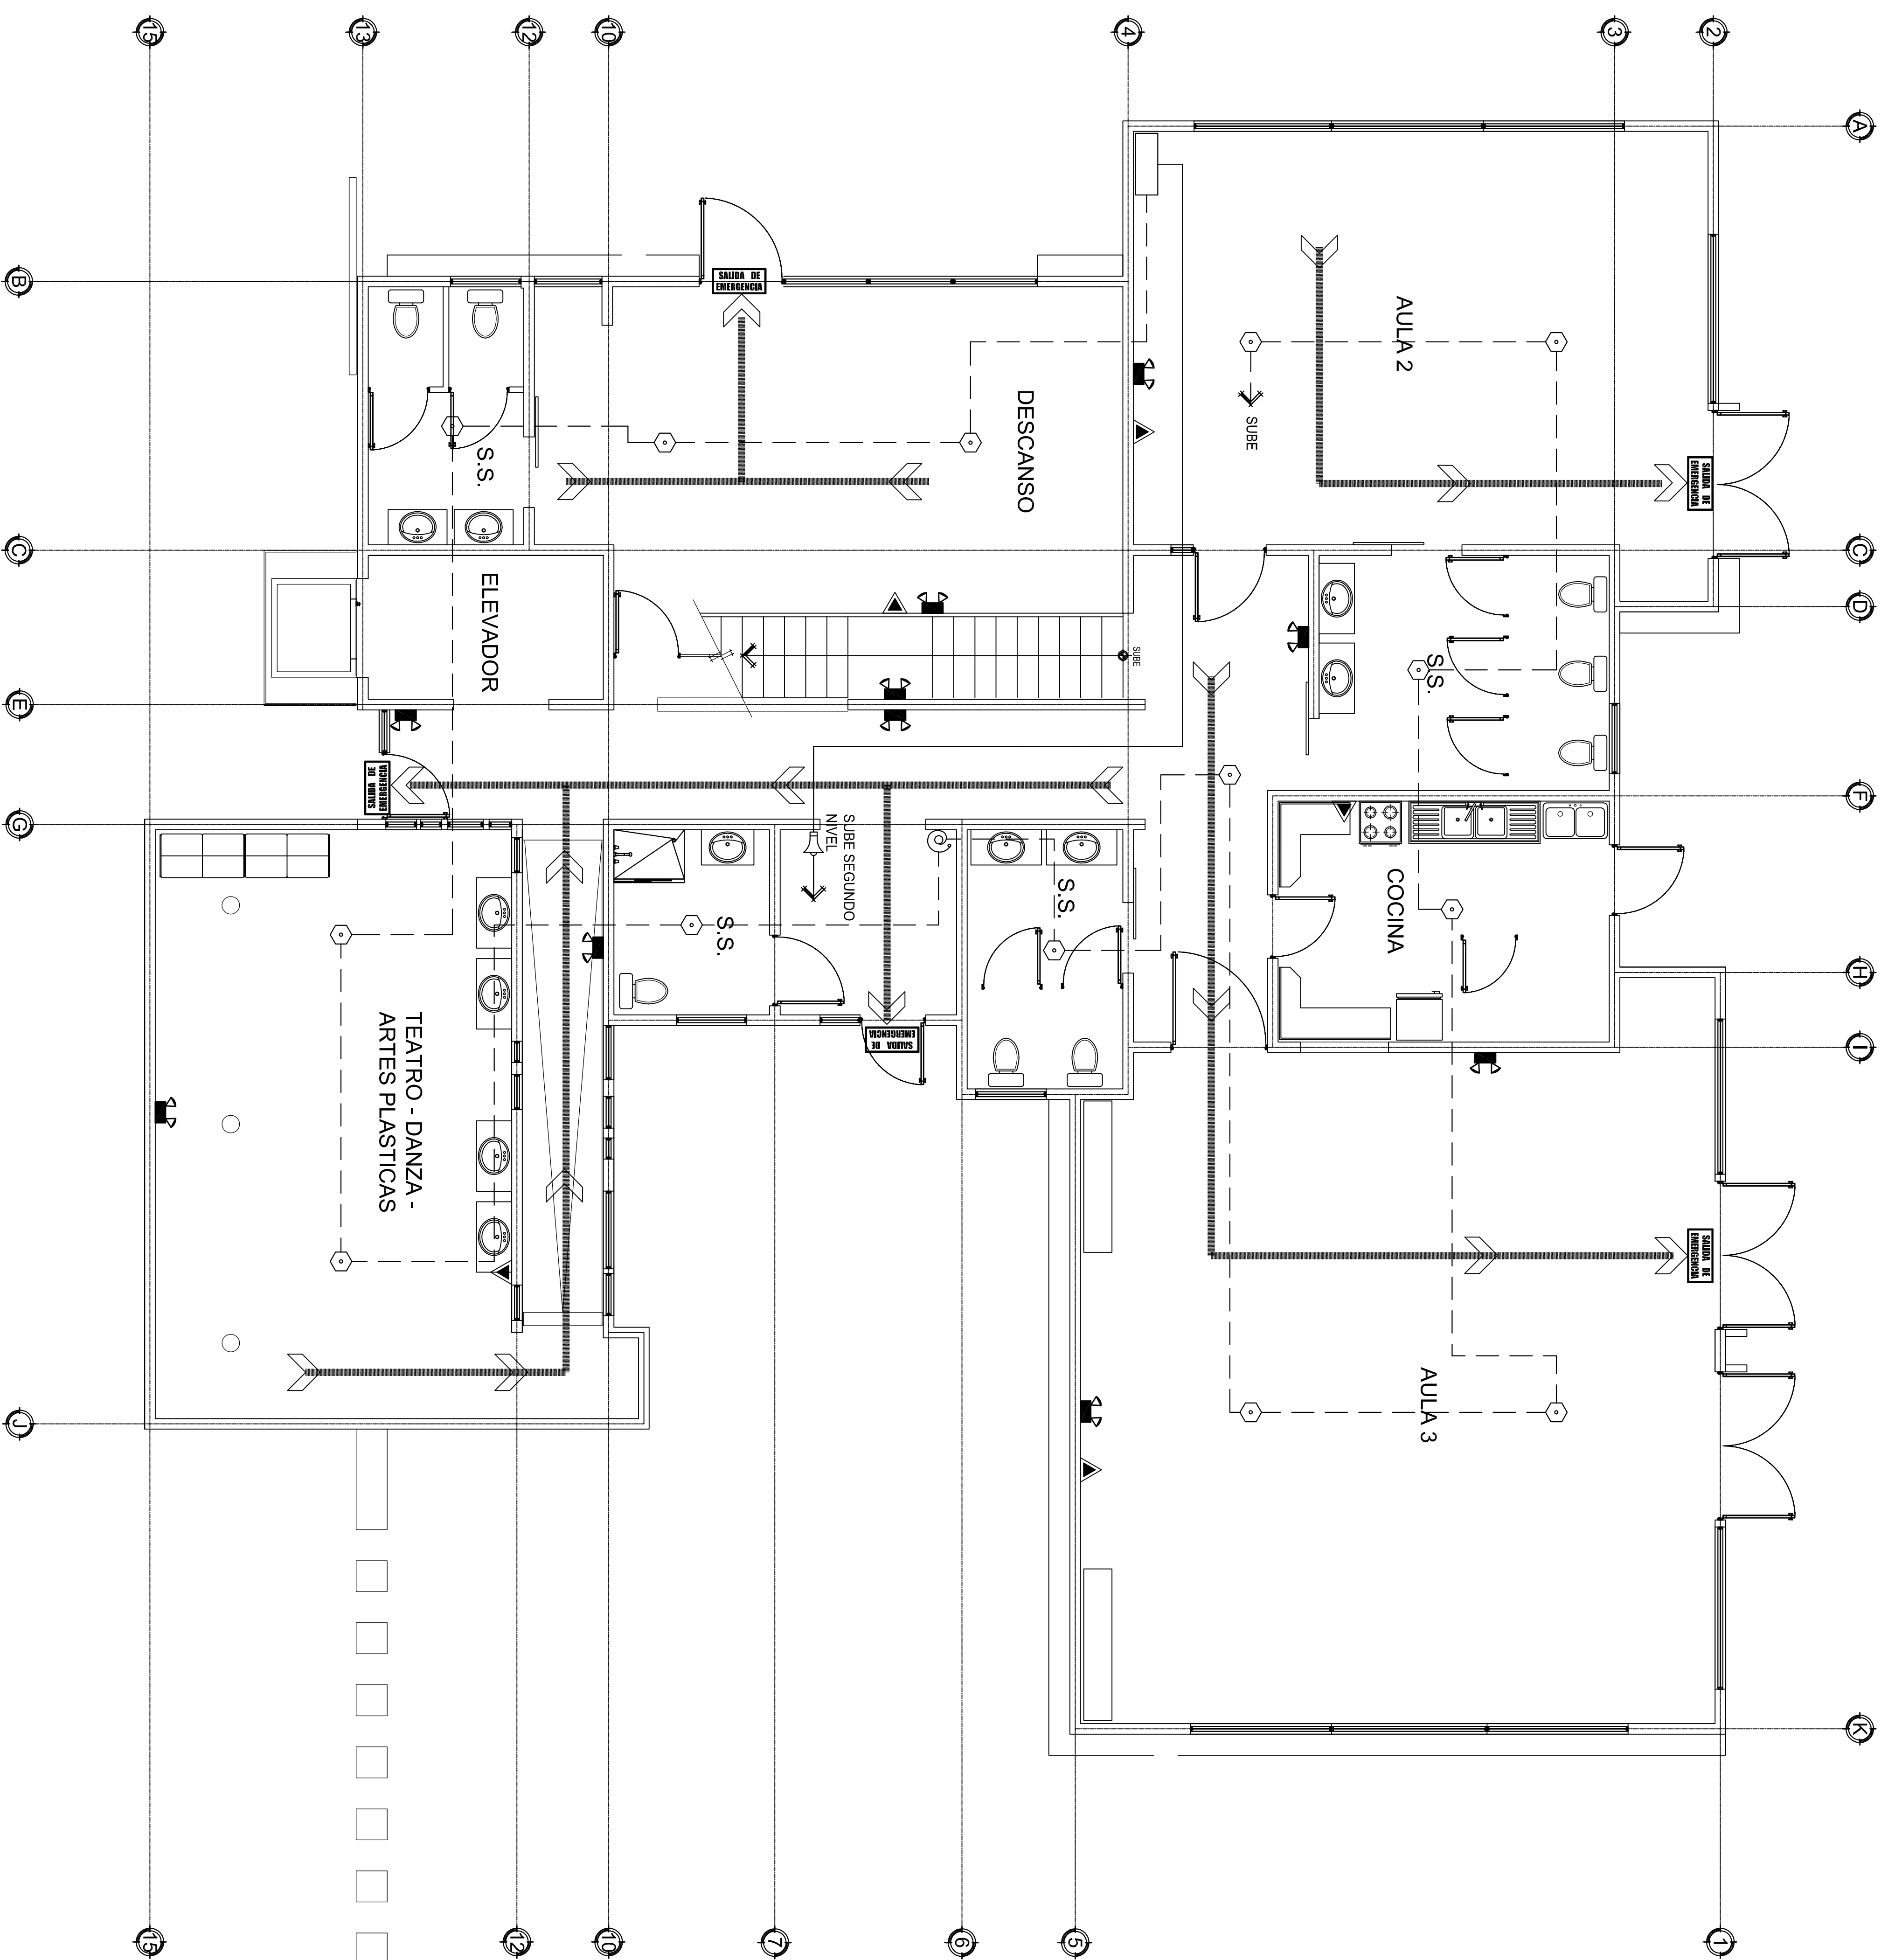 15
13
12
10
4
3
2
A
B
C
D
E
F
G
H
I
J
K
B
C
C
D
E
F
G
H
I
J
K
AULA 2
SUBE
SALIDA DE
EMERGENCIA
DESCANSO
SALIDA DE
EMERGENCIA
S.S.
S.S.
ELEVADOR
SUBE
COCINA
SALIDA DE
EMERGENCIA
SUBE SEGUNDO
NIVEL
S.S.
S.S.
SALIDA DE
EMERGENCIA
TEATRO - DANZA -
ARTES PLASTICAS
SALIDA DE
EMERGENCIA
AULA 3
15
12
10
7
6
5
1